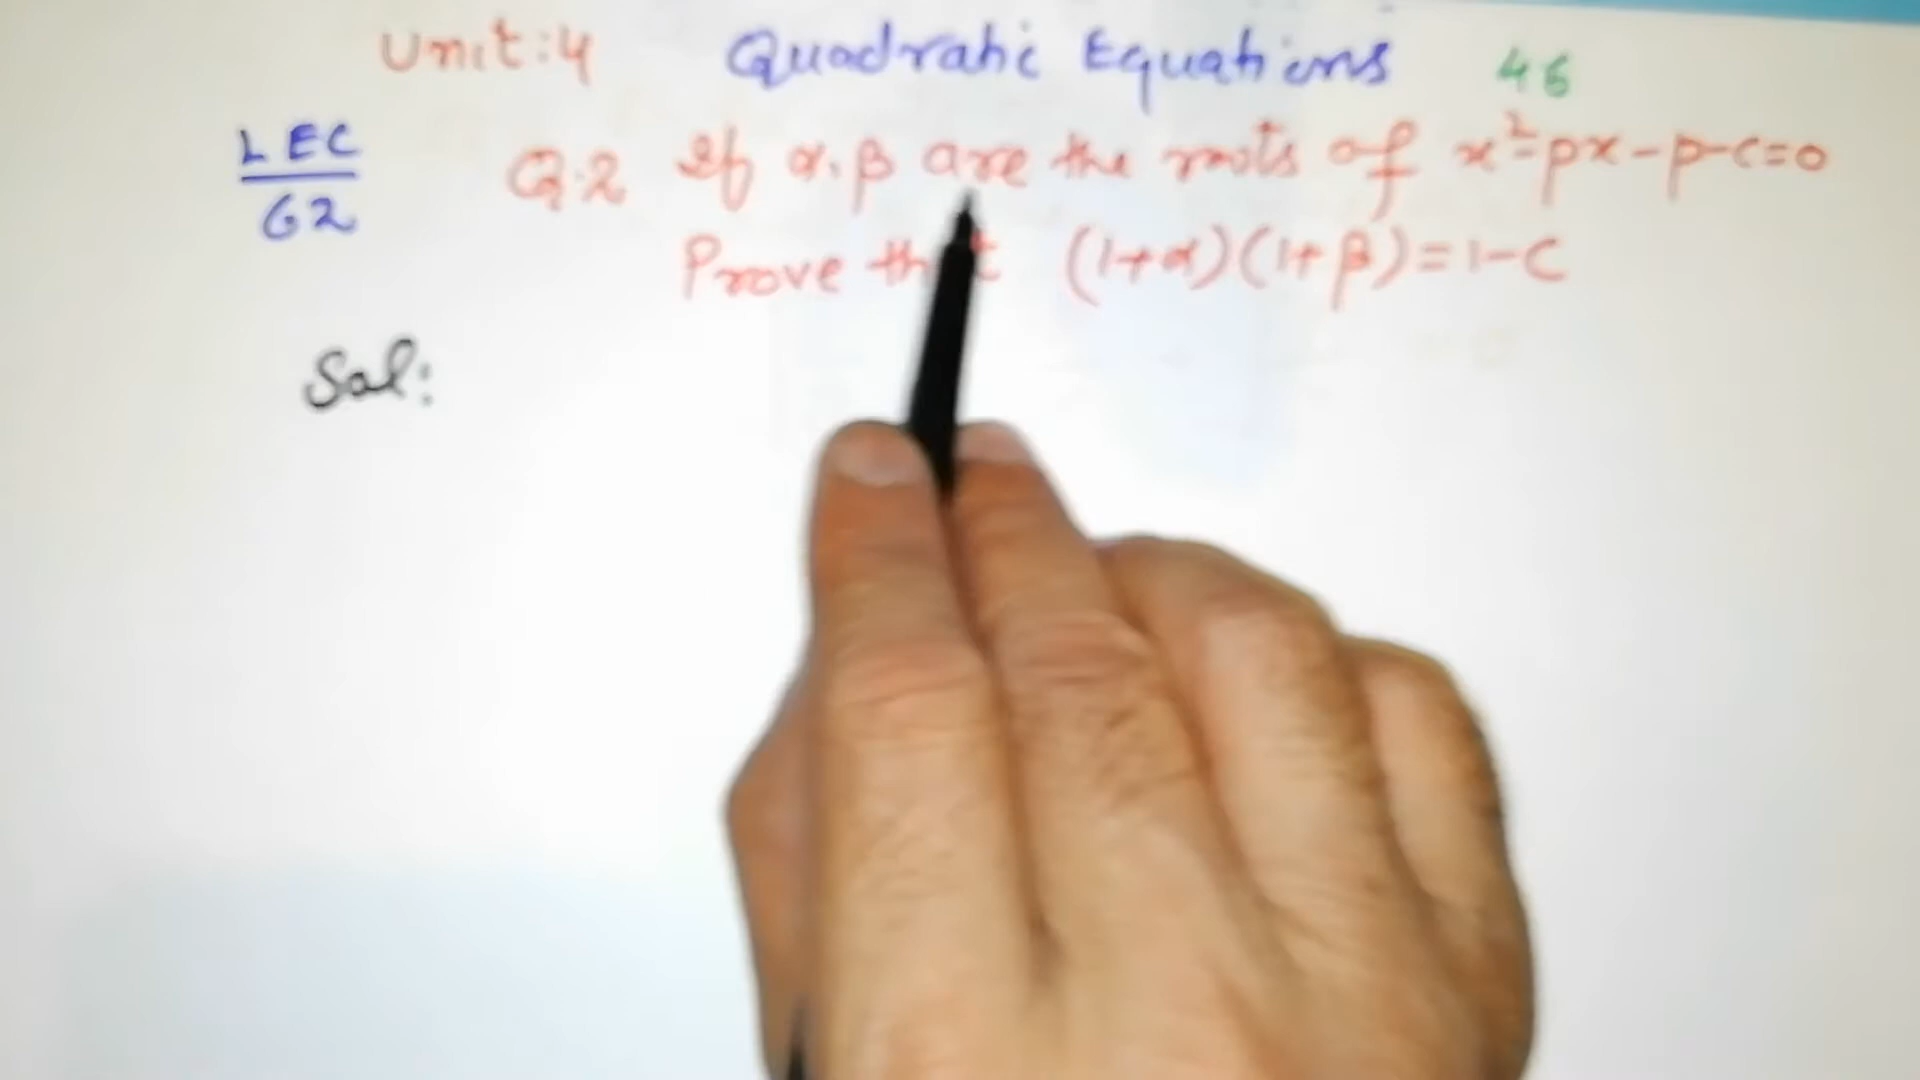 Unit:4 Quadratic Equations 46
LEC
62
Q.2 If α,β are the roots of x²-px-p-c=0
Prove that (1+α)(1+β)=1-c
Sol: